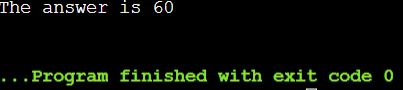 The answer is 60
...Program finished with exit code 0